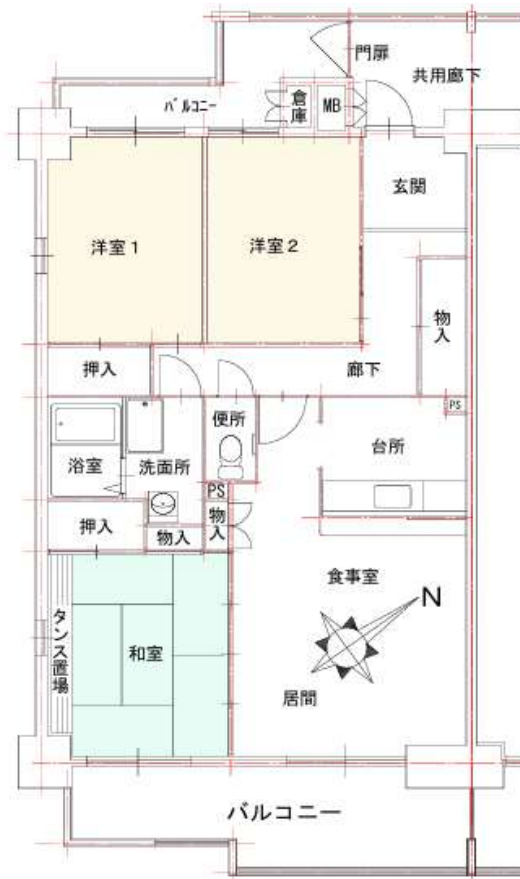 門扉
共用廊下
バルコニー
倉庫
MB
玄関
洋室1
洋室2
物入
押入
廊下
PS
便所
台所
浴室
洗面所
PS
押入
物入
物入
食事室
N
タンス置場
和室
居間
バルコニー